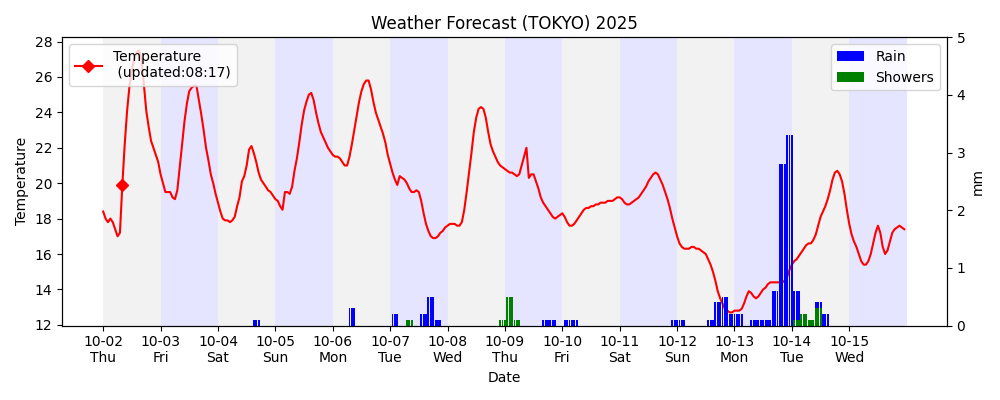 Weather Forecast (TOKYO) 2025
Temperature
(updated:08:17)
Rain
Showers
Temperature
28
26
24
22
20
18
16
14
12
5
4
3
2
1
0
mm
10-02 10-03 10-04 10-05 10-06 10-07 10-08 10-09 10-10 10-11 10-12 10-13 10-14 10-15
Thu Fri Sat Sun Mon Tue Wed Thu Fri Sat Sun Mon Tue Wed
Date